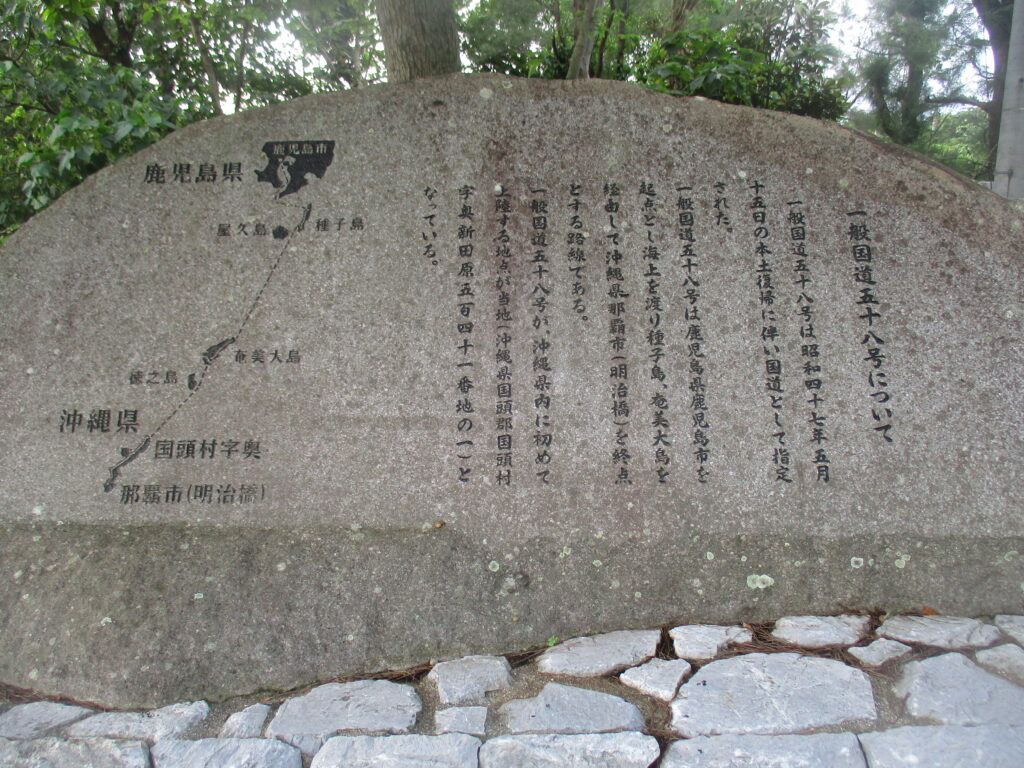 一般国道五十八号について
一般国道五十八号は昭和四十七年五月
十五日の本土復帰に伴い国道として指定
された。
一般国道五十八号は鹿児島県鹿児島市を
起点とし海上を渡り種子島、奄美大島を
経由して沖縄県那覇市(明治橋)を終点
とする路線である。
一般国道五十八号が、沖縄県内に初めて
上陸する地点が当地(沖縄県国頭郡国頭村
字奥新田原五百四十一番地の一)と
なっている。
鹿児島県
鹿児島市
屋久島
種子島
奄美大島
徳之島
沖縄県
国頭村字奥
那覇市(明治橋)